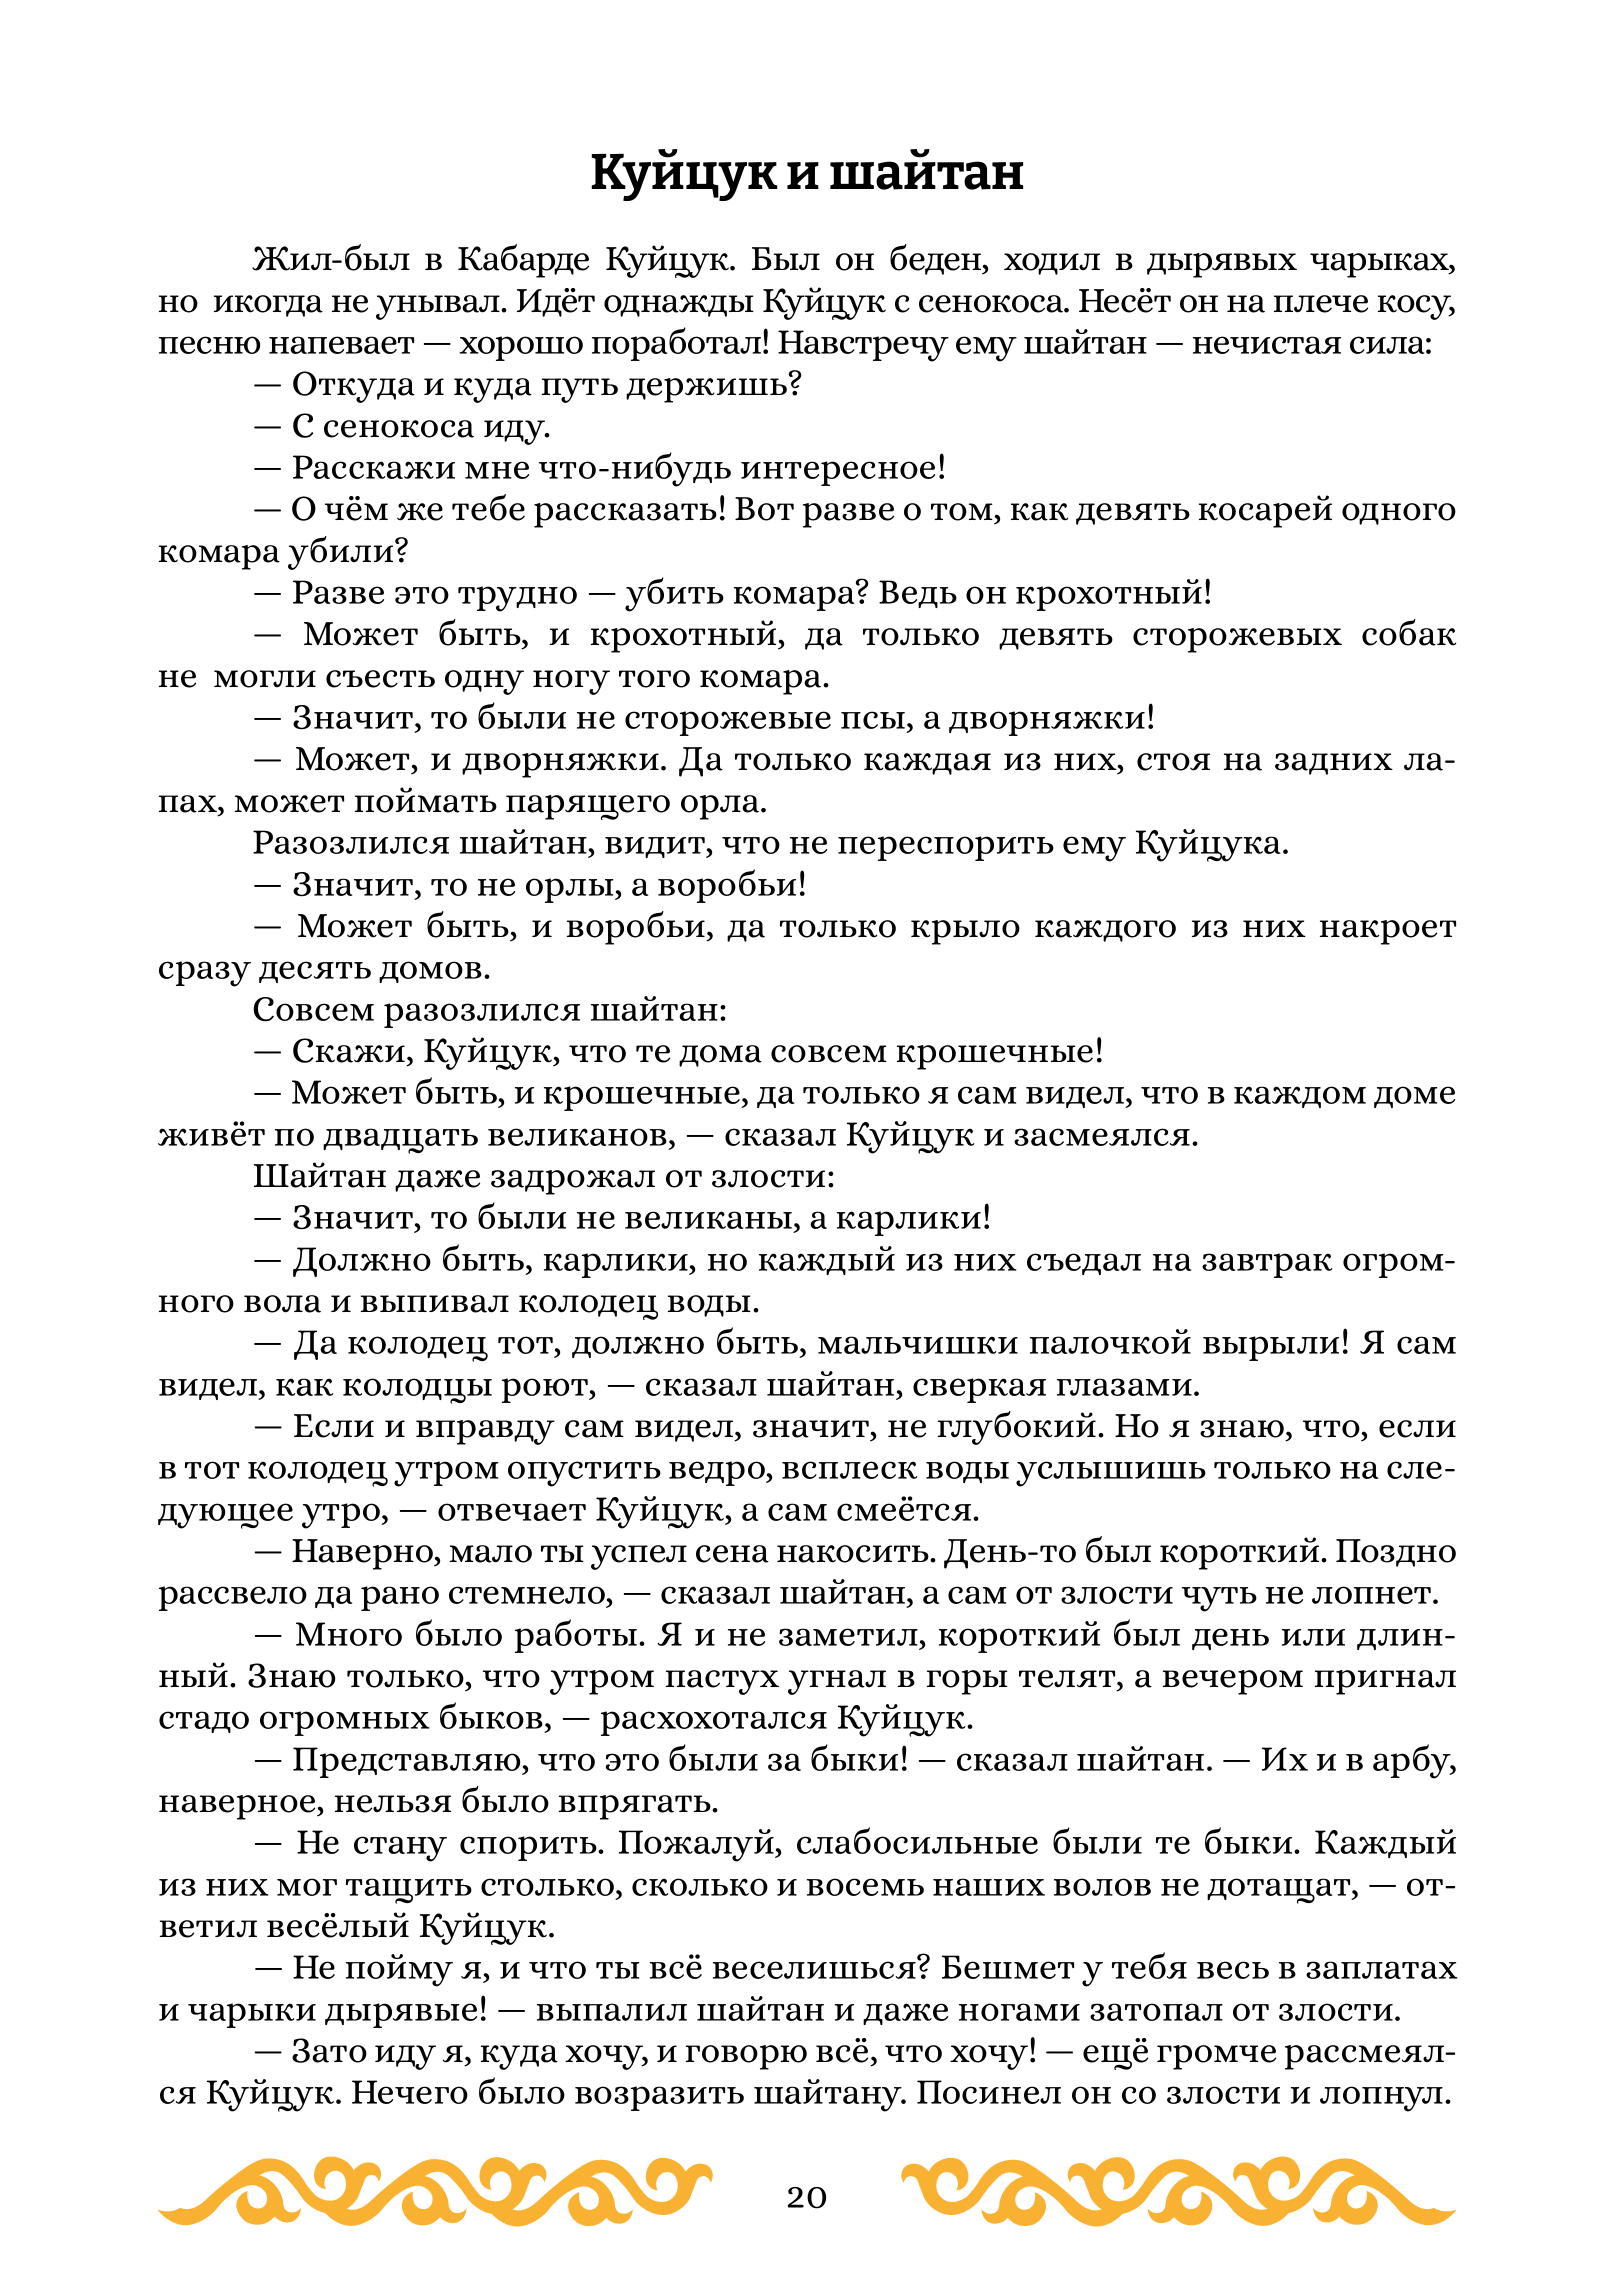 Куйцук и шайтан
Жил-был в Кабарде Куйцук. Был он беден, ходил в дырявых чарыках,
но икогда не унывал. Идёт однажды Куйцук с сенокоса. Несёт он на плече косу,
песню напевает — хорошо поработал! Навстречу ему шайтан — нечистая сила:
— Откуда и куда путь держишь?
— С сенокоса иду.
— Расскажи мне что-нибудь интересное!
— О чём же тебе рассказать! Вот разве о том, как девять косарей одного
комара убили?
— Разве это трудно — убить комара? Ведь он крохотный!
— Может быть, и крохотный, да только девять сторожевых собак
не могли съесть одну ногу того комара.
— Значит, то были не сторожевые псы, а дворняжки!
— Может, и дворняжки. Да только каждая из них, стоя на задних ла-
пах, может поймать парящего орла.
Разозлился шайтан, видит, что не переспорить ему Куйцука.
— Значит, то не орлы, а воробьи!
— Может быть, и воробьи, да только крыло каждого из них накроет
сразу десять домов.
Совсем разозлился шайтан:
— Скажи, Куйцук, что те дома совсем крошечные!
— Может быть, и крошечные, да только я сам видел, что в каждом доме
живёт по двадцать великанов, — сказал Куйцук и засмеялся.
Шайтан даже задрожал от злости:
— Значит, то были не великаны, а карлики!
— Должно быть, карлики, но каждый из них съедал на завтрак огром-
ного вола и выпивал колодец воды.
— Да колодец тот, должно быть, мальчишки палочкой вырыли! Я сам
видел, как колодцы роют, — сказал шайтан, сверкая глазами.
— Если и вправду сам видел, значит, не глубокий. Но я знаю, что, если
в тот колодец утром опустить ведро, всплеск воды услышишь только на сле-
дующее утро, — отвечает Куйцук, а сам смеётся.
— Наверно, мало ты успел сена накосить. День-то был короткий. Поздно
рассвело да рано стемнело, — сказал шайтан, а сам от злости чуть не лопнет.
— Много было работы. Я и не заметил, короткий был день или длин-
ный. Знаю только, что утром пастух угнал в горы телят, а вечером пригнал
стадо огромных быков, — расхохотался Куйцук.
— Представляю, что это были за быки! — сказал шайтан. — Их и в арбу,
наверное, нельзя было впрягать.
— Не стану спорить. Пожалуй, слабосильные были те быки. Каждый
из них мог тащить столько, сколько и восемь наших волов не дотащат, — от-
ветил весёлый Куйцук.
— Не пойму я, и что ты всё веселишься? Бешмет у тебя весь в заплатах
и чарыки дырявые! — выпалил шайтан и даже ногами затопал от злости.
— Зато иду я, куда хочу, и говорю всё, что хочу! — ещё громче рассмеял-
ся Куйцук. Нечего было возразить шайтану. Посинел он со злости и лопнул.
20